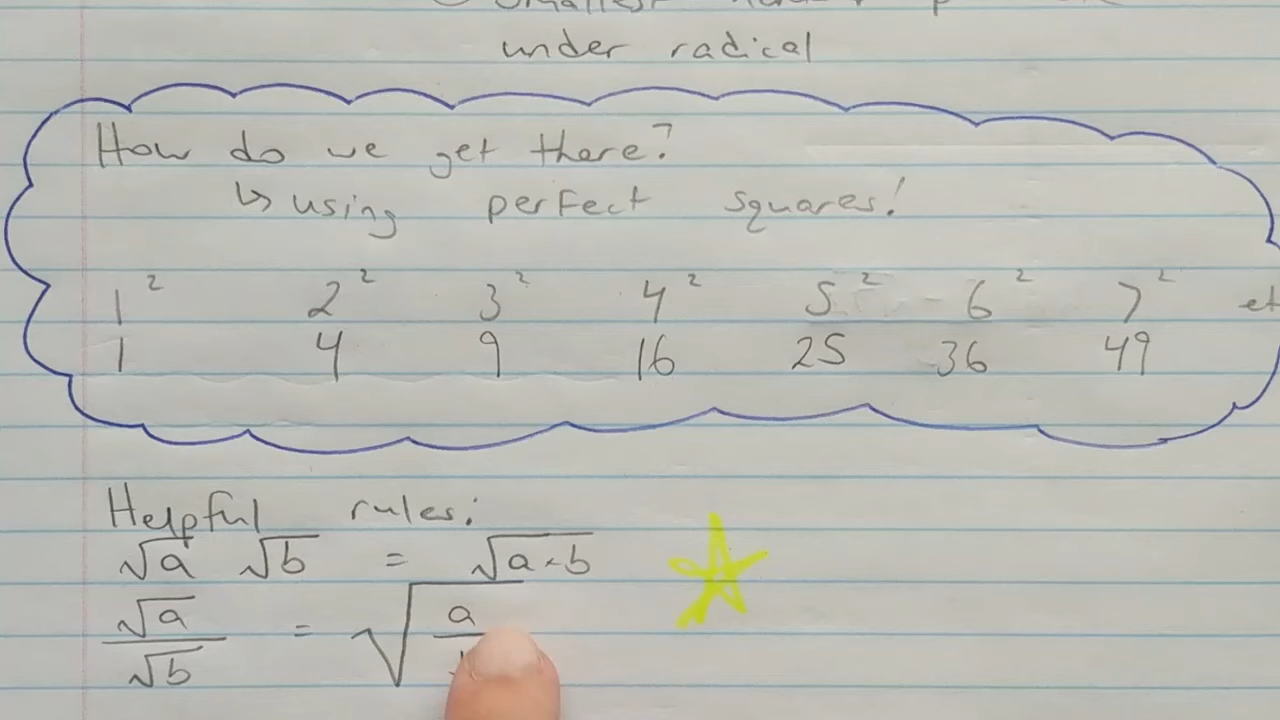 under radical
How do we get there?
↳ using perfect squares!
1² 2² 3² 4² 5² 6² 7²
1 4 9 16 25 36 49
Helpful rules:
√a √b = √a·b
√a/√b = √a/